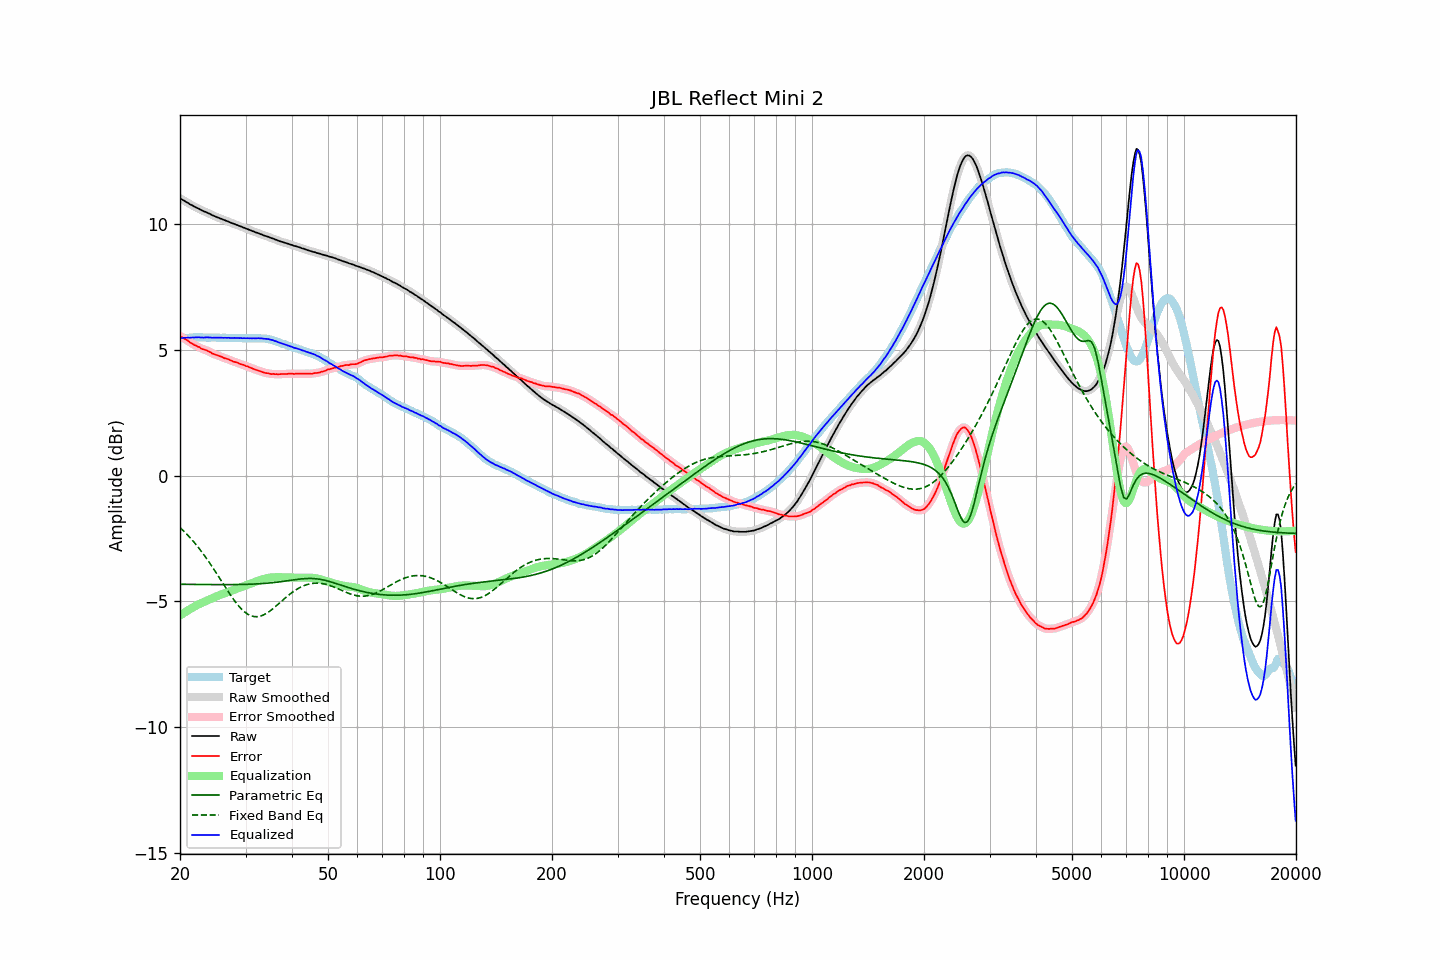 JBL Reflect Mini 2
Amplitude (dBr)
10
5
0
−5
−10
−15
Target
Raw Smoothed
Error Smoothed
Raw
Error
Equalization
Parametric Eq
Fixed Band Eq
Equalized
20 50 100 200 500 1000 2000 5000 10000 20000
Frequency (Hz)